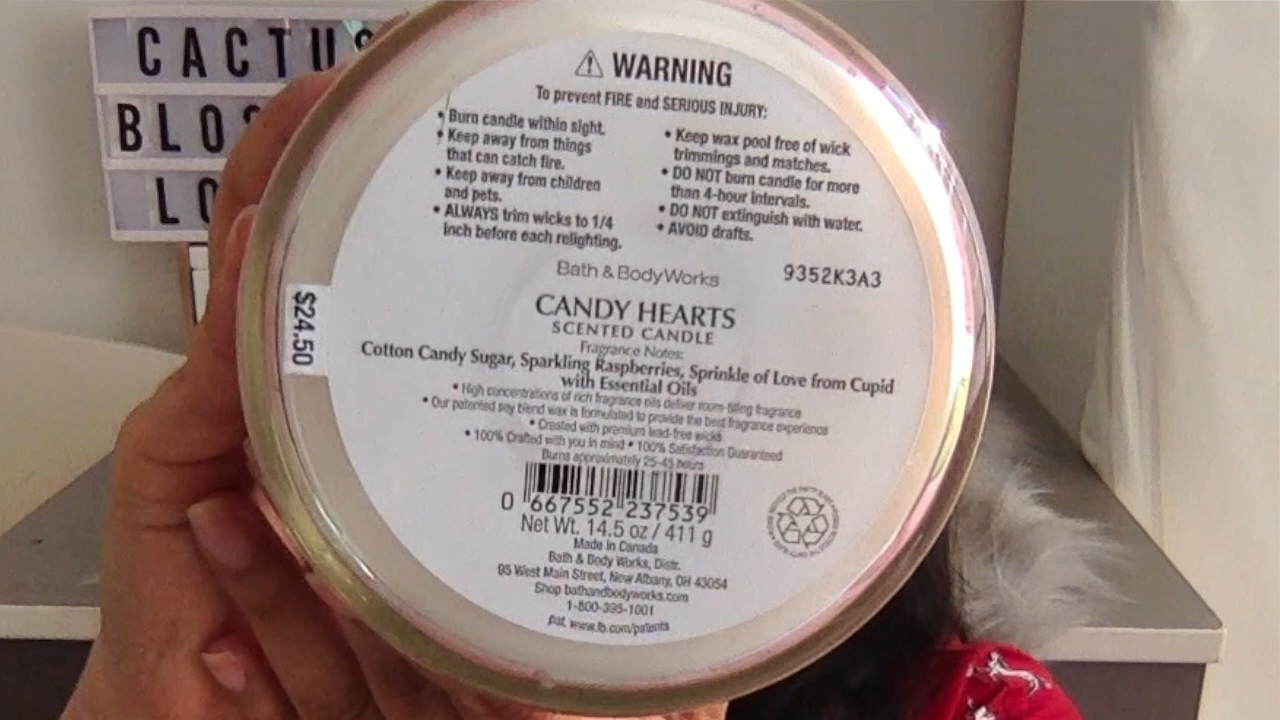 CACTUS
BLOS
LO
⚠ WARNING
To prevent FIRE and SERIOUS INJURY:
• Burn candle within sight.
• Keep away from things
that can catch fire.
• Keep away from children
and pets.
• ALWAYS trim wicks to 1/4
inch before each relighting.
• Keep wax pool free of wick
trimmings and matches.
• DO NOT burn candle for more
than 4-hour intervals.
• DO NOT extinguish with water.
• AVOID drafts.
Bath & Body Works
9352K3A3
CANDY HEARTS
SCENTED CANDLE
$24.50
Fragrance Notes:
Cotton Candy Sugar, Sparkling Raspberries, Sprinkle of Love from Cupid
with Essential Oils
• High concentrations of rich fragrance oils deliver room-filling fragrance
• Our patented soy blend wax is formulated to provide the best fragrance experience
• Created with premium lead-free wicks
• 100% Crafted with you in mind • 100% Satisfaction Guaranteed
Burns approximately 25-45 hours
0 667552 237539
Net Wt. 14.5 oz / 411 g
Made in Canada
Bath & Body Works, Distr.
95 West Main Street, New Albany, OH 43054
Shop bathandbodyworks.com
1-800-395-1001
pat. www.lb.com/patents